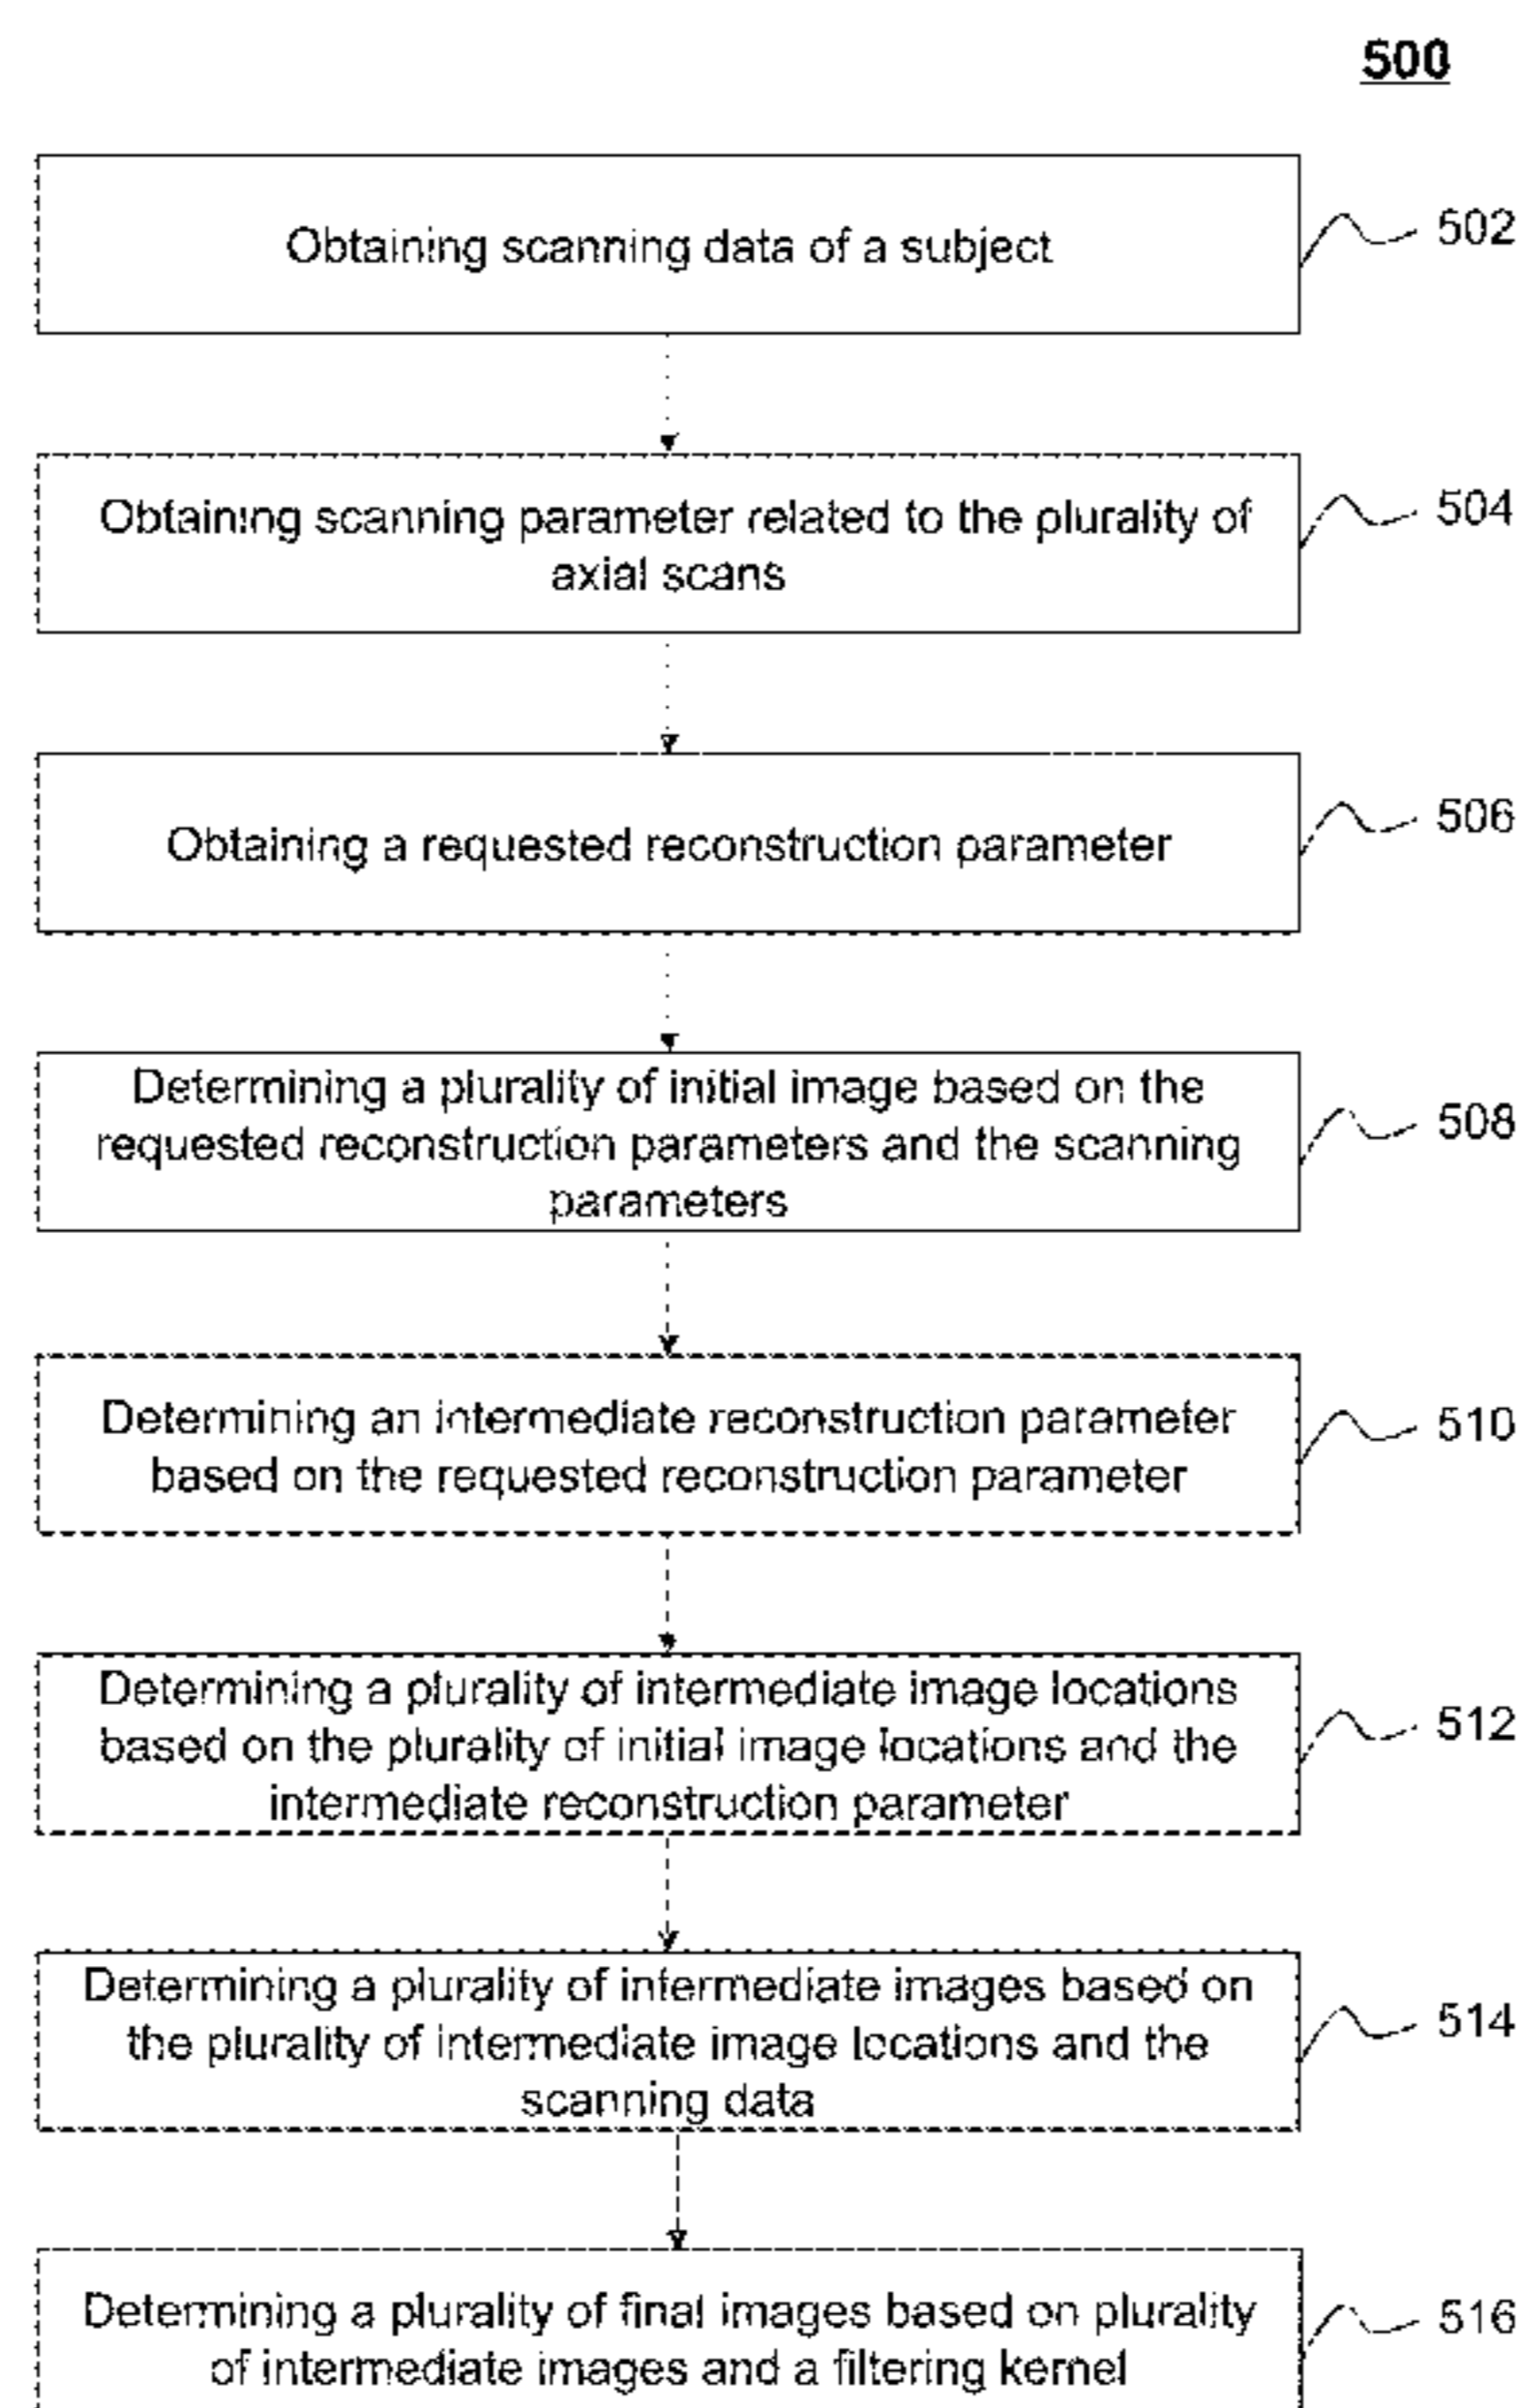 500
Obtaining scanning data of a subject
502
Obtaining scanning parameter related to the plurality of
axial scans
504
Obtaining a requested reconstruction parameter
506
Determining a plurality of initial image based on the
requested reconstruction parameters and the scanning
parameters
508
Determining an intermediate reconstruction parameter
based on the requested reconstruction parameter
510
Determining a plurality of intermediate image locations
based on the plurality of initial image locations and the
intermediate reconstruction parameter
512
Determining a plurality of intermediate images based on
the plurality of intermediate image locations and the
scanning data
514
Determining a plurality of final images based on plurality
of intermediate images and a filtering kernel
516